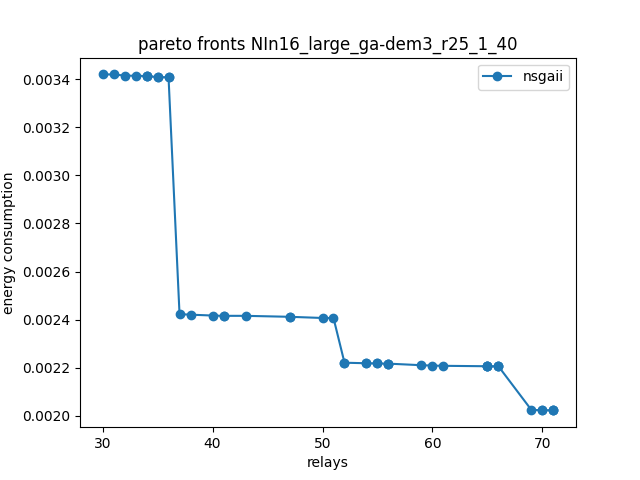 pareto fronts NIn16_large_ga-dem3_r25_1_40
nsgaii
energy consumption
0.0034
0.0032
0.0030
0.0028
0.0026
0.0024
0.0022
0.0020
30 40 50 60 70
relays